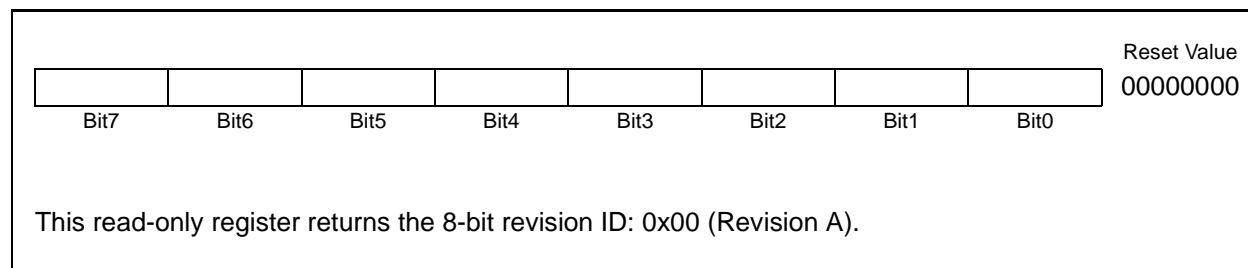 Reset Value
00000000
Bit7 Bit6 Bit5 Bit4 Bit3 Bit2 Bit1 Bit0
This read-only register returns the 8-bit revision ID: 0x00 (Revision A).